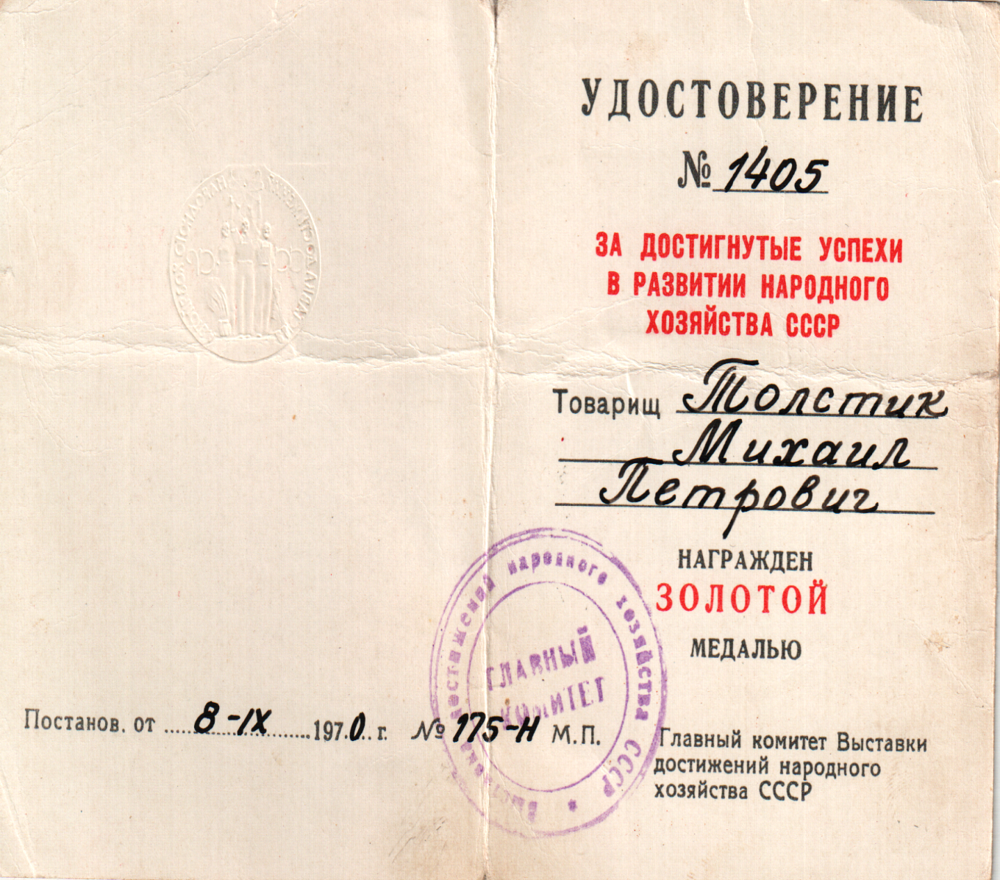 УДОСТОВЕРЕНИЕ
№ 1405
ЗА ДОСТИГНУТЫЕ УСПЕХИ
В РАЗВИТИИ НАРОДНОГО
ХОЗЯЙСТВА СССР
Товарищ Толстик
Михаил
Петрович
НАГРАЖДЕН
ЗОЛОТОЙ
МЕДАЛЬЮ
Постанов. от 8-IX 1970 г. № 175-Н М.П.
Главный комитет Выставки
достижений народного
хозяйства СССР
Выставка достижений народного хозяйства СССР *
ГЛАВНЫЙ
КОМИТЕТ